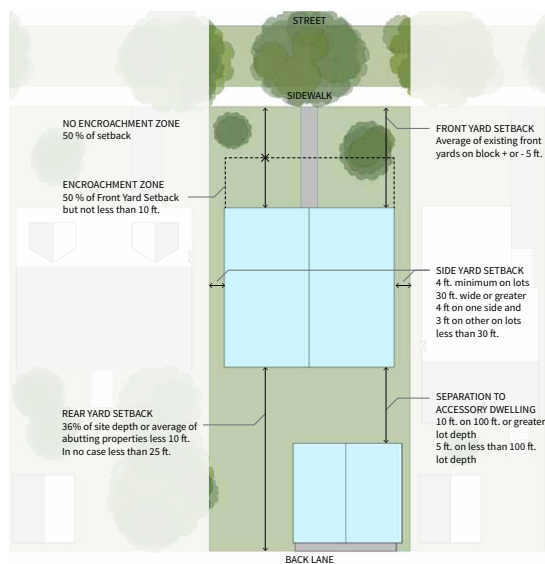 STREET
SIDEWALK
NO ENCROACHMENT ZONE
50 % of setback
FRONT YARD SETBACK
Average of existing front
yards on block + or - 5 ft.
ENCROACHMENT ZONE
50 % of Front Yard Setback
but not less than 10 ft.
SIDE YARD SETBACK
4 ft. minimum on lots
30 ft. wide or greater
4 ft on one side and
3 ft on other on lots
less than 30 ft.
REAR YARD SETBACK
36% of site depth or average of
abutting properties less 10 ft.
In no case less than 25 ft.
SEPARATION TO
ACCESSORY DWELLING
10 ft. on 100 ft. or greater
lot depth
5 ft. on less than 100 ft.
lot depth
BACK LANE